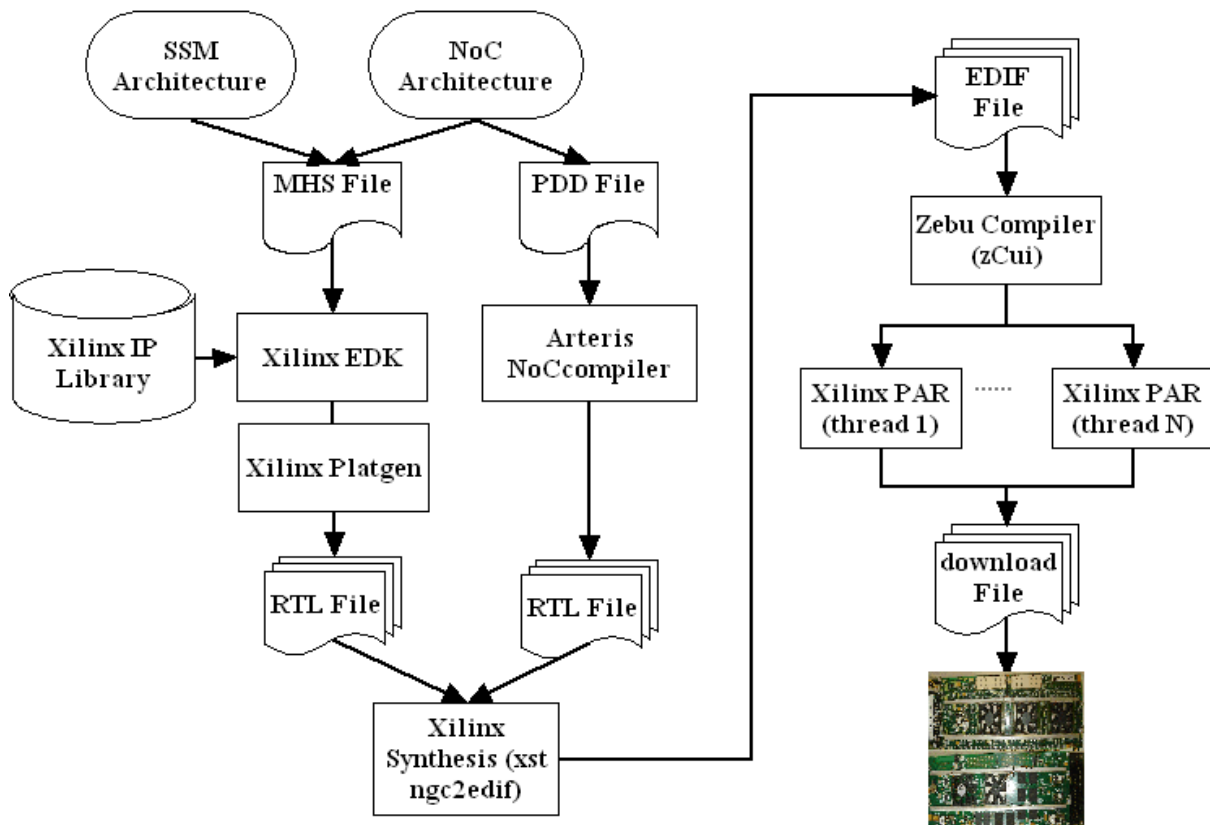 SSM
Architecture
NoC
Architecture
MHS File
PDD File
Xilinx IP
Library
Xilinx EDK
Arteris
NoCcompiler
Xilinx Platgen
RTL File
RTL File
Xilinx
Synthesis (xst
ngc2edif)
EDIF
File
Zebu Compiler
(zCui)
Xilinx PAR
(thread 1)
......
Xilinx PAR
(thread N)
download
File